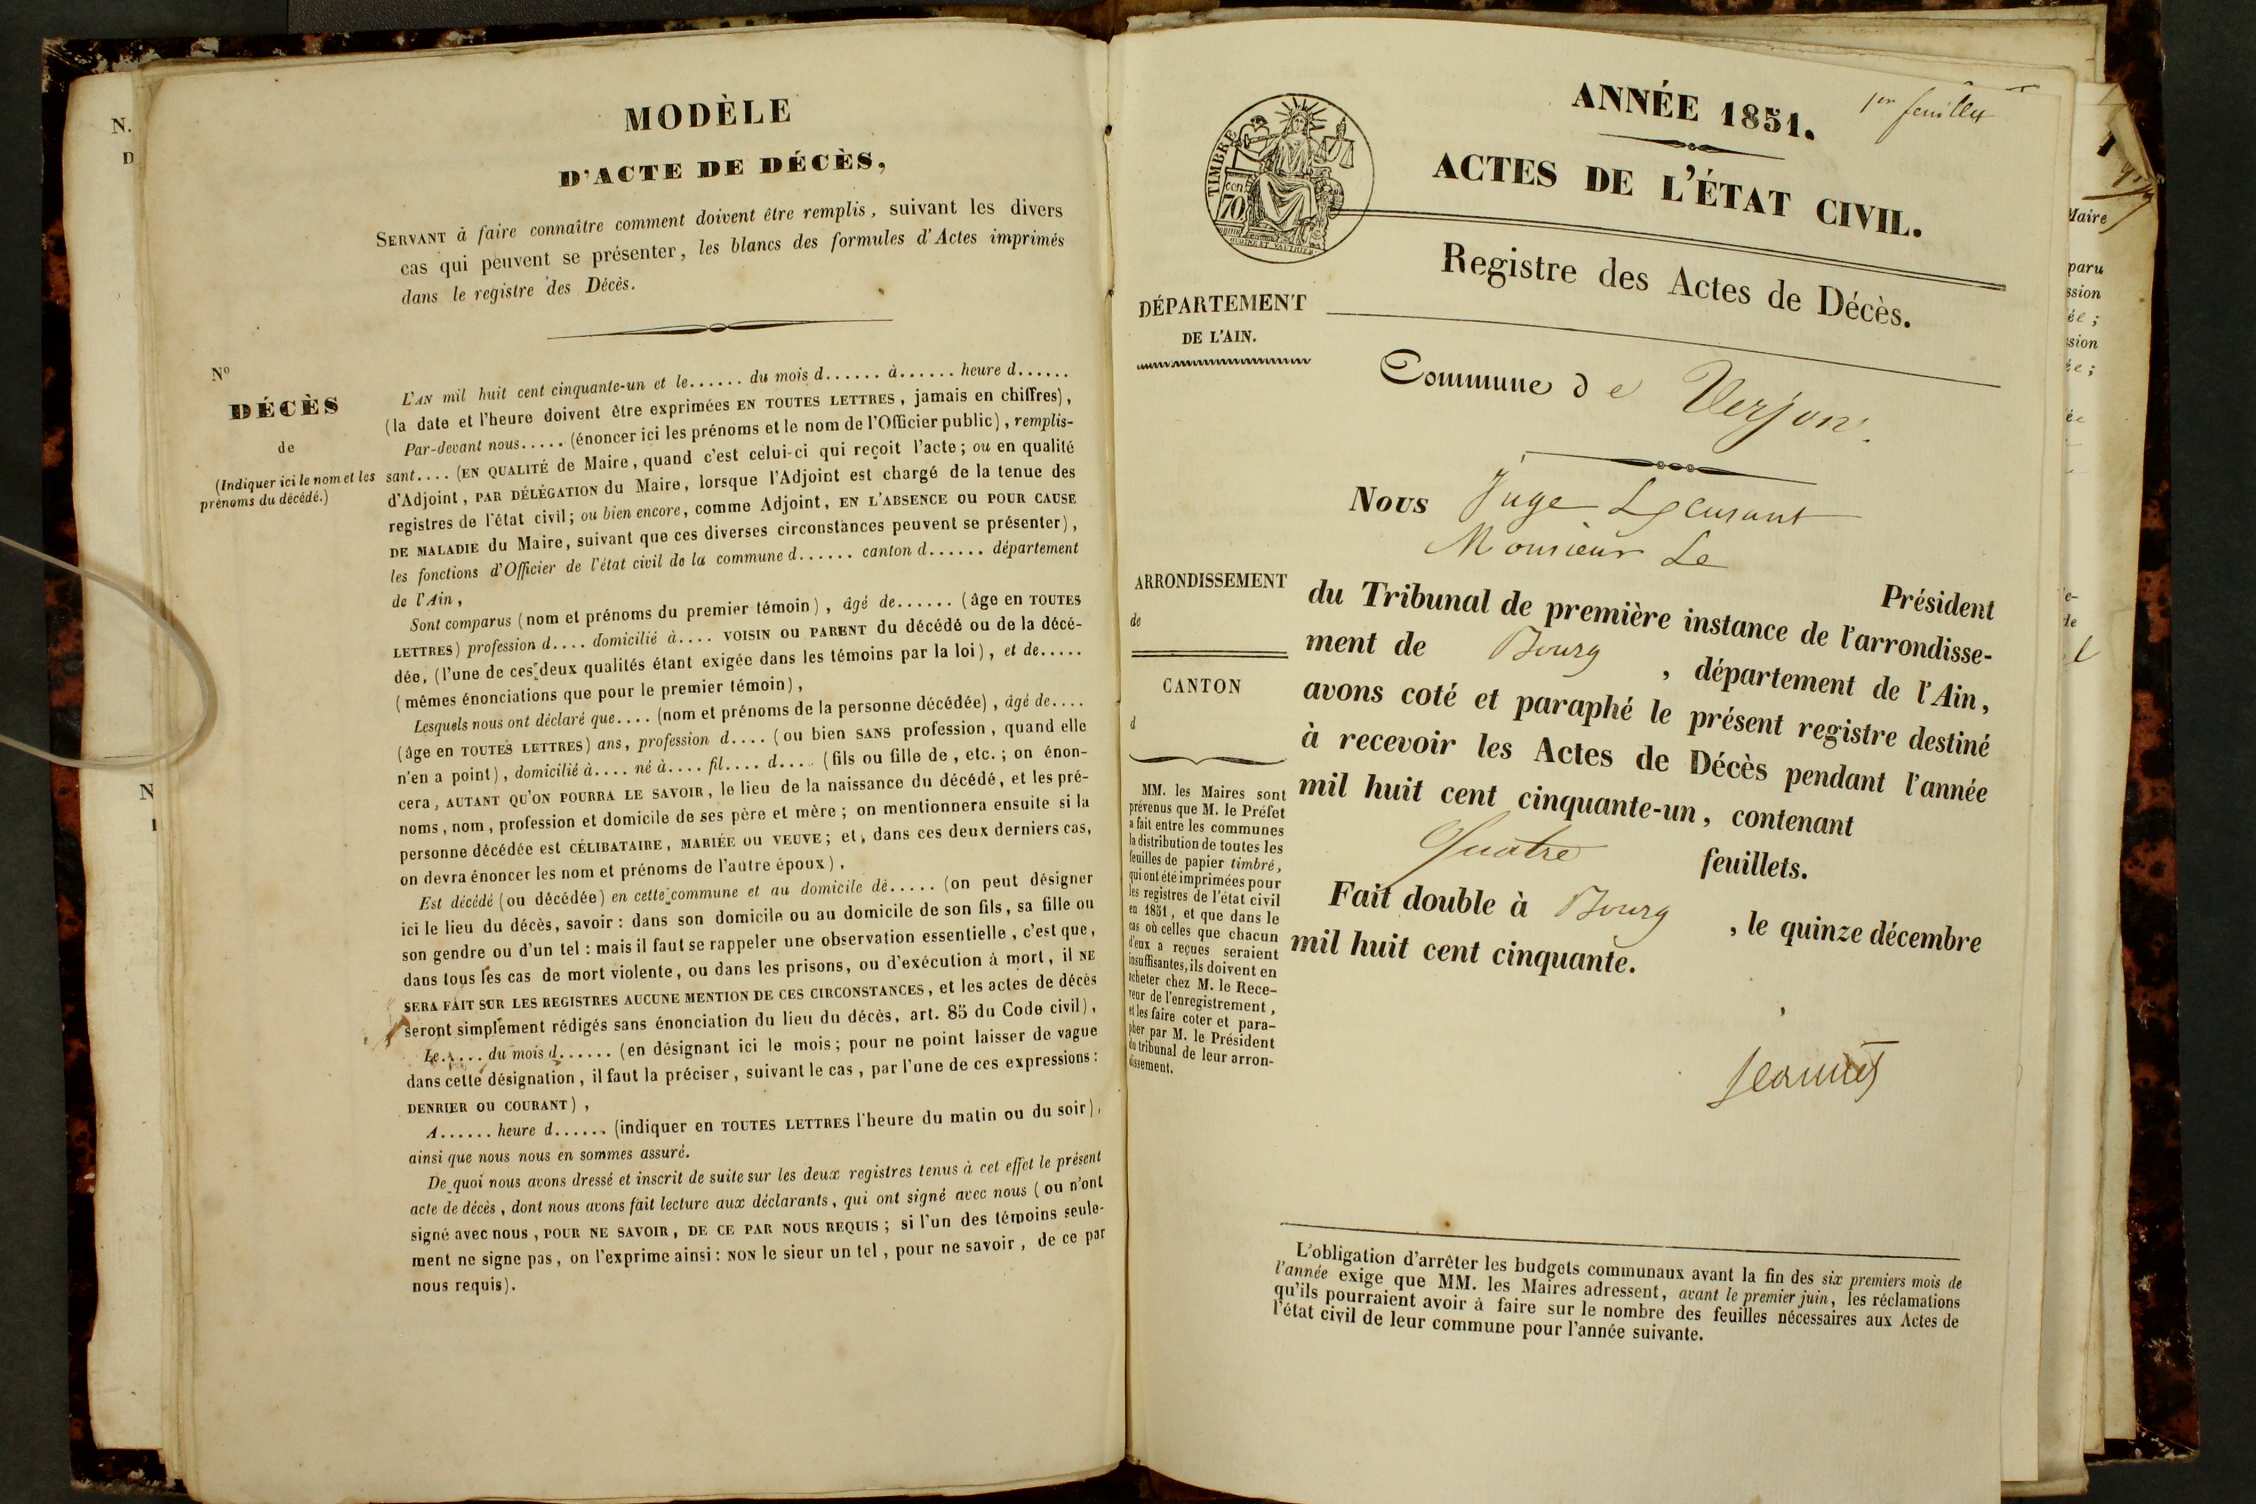 MODÈLE
D'ACTE DE DÉCÈS,
SERVANT à faire connaître comment doivent être remplis, suivant les divers
cas qui peuvent se présenter, les blancs des formules d'Actes imprimés
dans le registre des Décès.
N°
DÉCÈS
de
(Indiquer ici le nom et les
prénoms du décédé.)
L'AN mil huit cent cinquante-un et le...... du mois d...... à...... heure d......
(la date et l'heure doivent être exprimées EN TOUTES LETTRES, jamais en chiffres),
Par-devant nous..... (énoncer ici les prénoms et le nom de l'Officier public), remplis-
sant.... (EN QUALITÉ de Maire, quand c'est celui-ci qui reçoit l'acte; ou en qualité
d'Adjoint, PAR DÉLÉGATION du Maire, lorsque l'Adjoint est chargé de la tenue des
registres de l'état civil; ou bien encore, comme Adjoint, EN L'ABSENCE OU POUR CAUSE
DE MALADIE du Maire, suivant que ces diverses circonstances peuvent se présenter),
les fonctions d'Officier de l'état civil de la commune d...... canton d...... département
de l'Ain,
Sont comparus (nom et prénoms du premier témoin), âgé de...... (âge en TOUTES
LETTRES) profession d.... domicilié à.... VOISIN OU PARENT du décédé ou de la décé-
dée, (l'une de ces deux qualités étant exigée dans les témoins par la loi), et de.....
(mêmes énonciations que pour le premier témoin),
Lesquels nous ont déclaré que.... (nom et prénoms de la personne décédée), âgé de....
(âge en TOUTES LETTRES) ans, profession d.... (ou bien SANS profession, quand elle
n'en a point), domicilié à.... né à.... fil.... d.... (fils ou fille de, etc.; on énon-
cera, AUTANT QU'ON POURRA LE SAVOIR, le lieu de la naissance du décédé, et les pré-
noms, nom, profession et domicile de ses père et mère; on mentionnera ensuite si la
personne décédée est CÉLIBATAIRE, MARIÉE OU VEUVE; et, dans ces deux derniers cas,
on devra énoncer les nom et prénoms de l'autre époux),
Est décédé (ou décédée) en cette commune et au domicile de..... (on peut désigner
ici le lieu du décès, savoir: dans son domicile ou au domicile de son fils, sa fille ou
son gendre ou d'un tel: mais il faut se rappeler une observation essentielle, c'est que,
dans tous les cas de mort violente, ou dans les prisons, ou d'exécution à mort, il NE
SERA FAIT SUR LES REGISTRES AUCUNE MENTION DE CES CIRCONSTANCES, et les actes de décès
seront simplement rédigés sans énonciation du lieu du décès, art. 85 du Code civil),
Le..... du mois d...... (en désignant ici le mois; pour ne point laisser de vague
dans cette désignation, il faut la préciser, suivant le cas, par l'une de ces expressions:
DENRIER OU COURANT),
A...... heure d...... (indiquer en TOUTES LETTRES l'heure du matin ou du soir),
ainsi que nous nous en sommes assuré.
De quoi nous avons dressé et inscrit de suite sur les deux registres tenus à cet effet le présent
acte de décès, dont nous avons fait lecture aux déclarants, qui ont signé avec nous (ou n'ont
signé avec nous, POUR NE SAVOIR, DE CE PAR NOUS REQUIS; si l'un des témoins seule-
ment ne signe pas, on l'exprime ainsi: NON le sieur un tel, pour ne savoir, de ce par
nous requis).
1er feuillet
ANNÉE 1851.
TIMBRE
cen
70
ACTES DE L'ÉTAT CIVIL.
Registre des Actes de Décès.
DÉPARTEMENT
DE L'AIN.
Commune de Verjon.
Nous Juge
Monsieur Le
Président
du Tribunal de première instance de l'arrondisse-
ment de Bourg, département de l'Ain,
avons coté et paraphé le présent registre destiné
à recevoir les Actes de Décès pendant l'année
mil huit cent cinquante-un, contenant
Quatre feuillets.
Fait double à Bourg, le quinze décembre
mil huit cent cinquante.
ARRONDISSEMENT
de
CANTON
d
MM. les Maires sont
prévenus que M. le Préfet
a fait entre les communes
la distribution de toutes les
feuilles de papier timbré,
qui ont été imprimées pour
les registres de l'état civil
en 1851, et que dans le
cas où celles que chacun
d'eux a reçues seraient
insuffisantes, ils doivent en
acheter chez M. le Rece-
veur de l'enregistrement,
et les faire coter et para-
pher par M. le Président
du tribunal de leur arron-
dissement.
L'obligation d'arrêter les budgets communaux avant la fin des six premiers mois de
l'année exige que MM. les Maires adressent, avant le premier juin, les réclamations
qu'ils pourraient avoir à faire sur le nombre des feuilles nécessaires aux Actes de
l'état civil de leur commune pour l'année suivante.